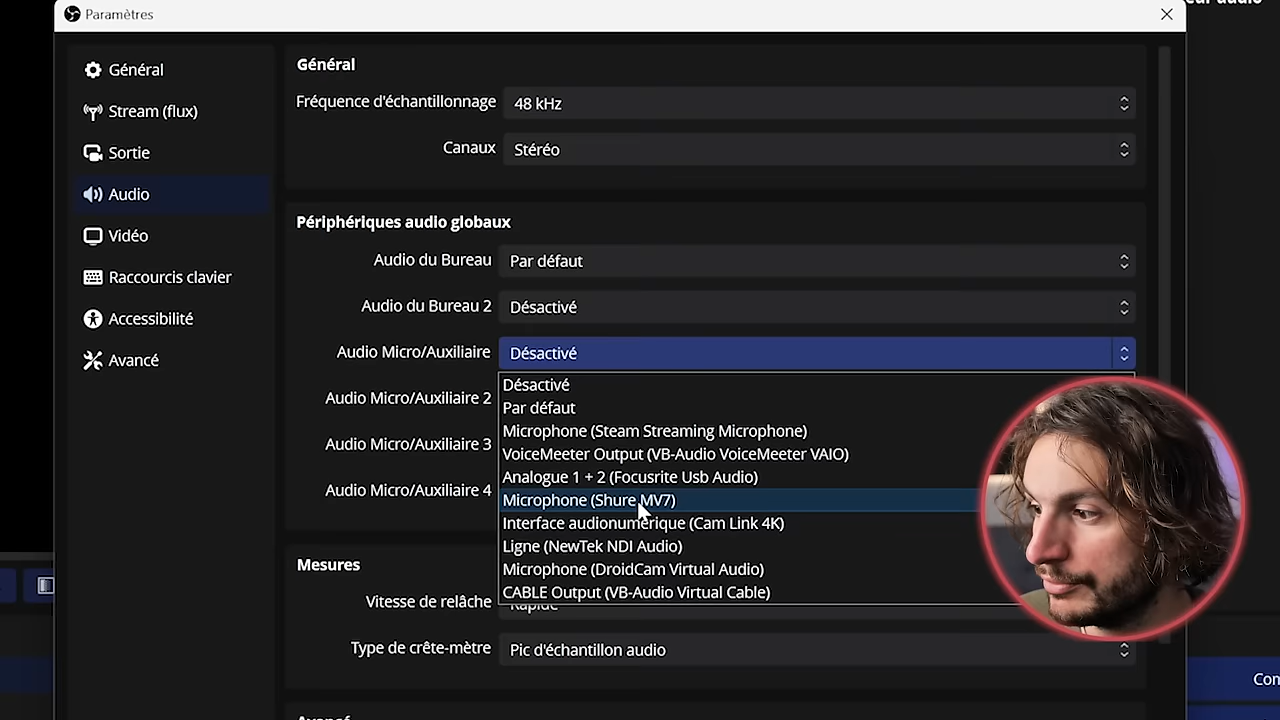 Paramètres
Général
Stream (flux)
Sortie
Audio
Vidéo
Raccourcis clavier
Accessibilité
Avancé
Général
Fréquence d'échantillonnage 48 kHz
Canaux Stéréo
Périphériques audio globaux
Audio du Bureau Par défaut
Audio du Bureau 2 Désactivé
Audio Micro/Auxiliaire Désactivé
Audio Micro/Auxiliaire 2
Audio Micro/Auxiliaire 3
Audio Micro/Auxiliaire 4
Désactivé
Par défaut
Microphone (Steam Streaming Microphone)
VoiceMeeter Output (VB-Audio VoiceMeeter VAIO)
Analogue 1 + 2 (Focusrite Usb Audio)
Microphone (Shure MV7)
Interface audionumérique (Cam Link 4K)
Ligne (NewTek NDI Audio)
Microphone (DroidCam Virtual Audio)
CABLE Output (VB-Audio Virtual Cable)
Mesures
Vitesse de relâche Rapide
Type de crête-mètre Pic d'échantillon audio
Avancé